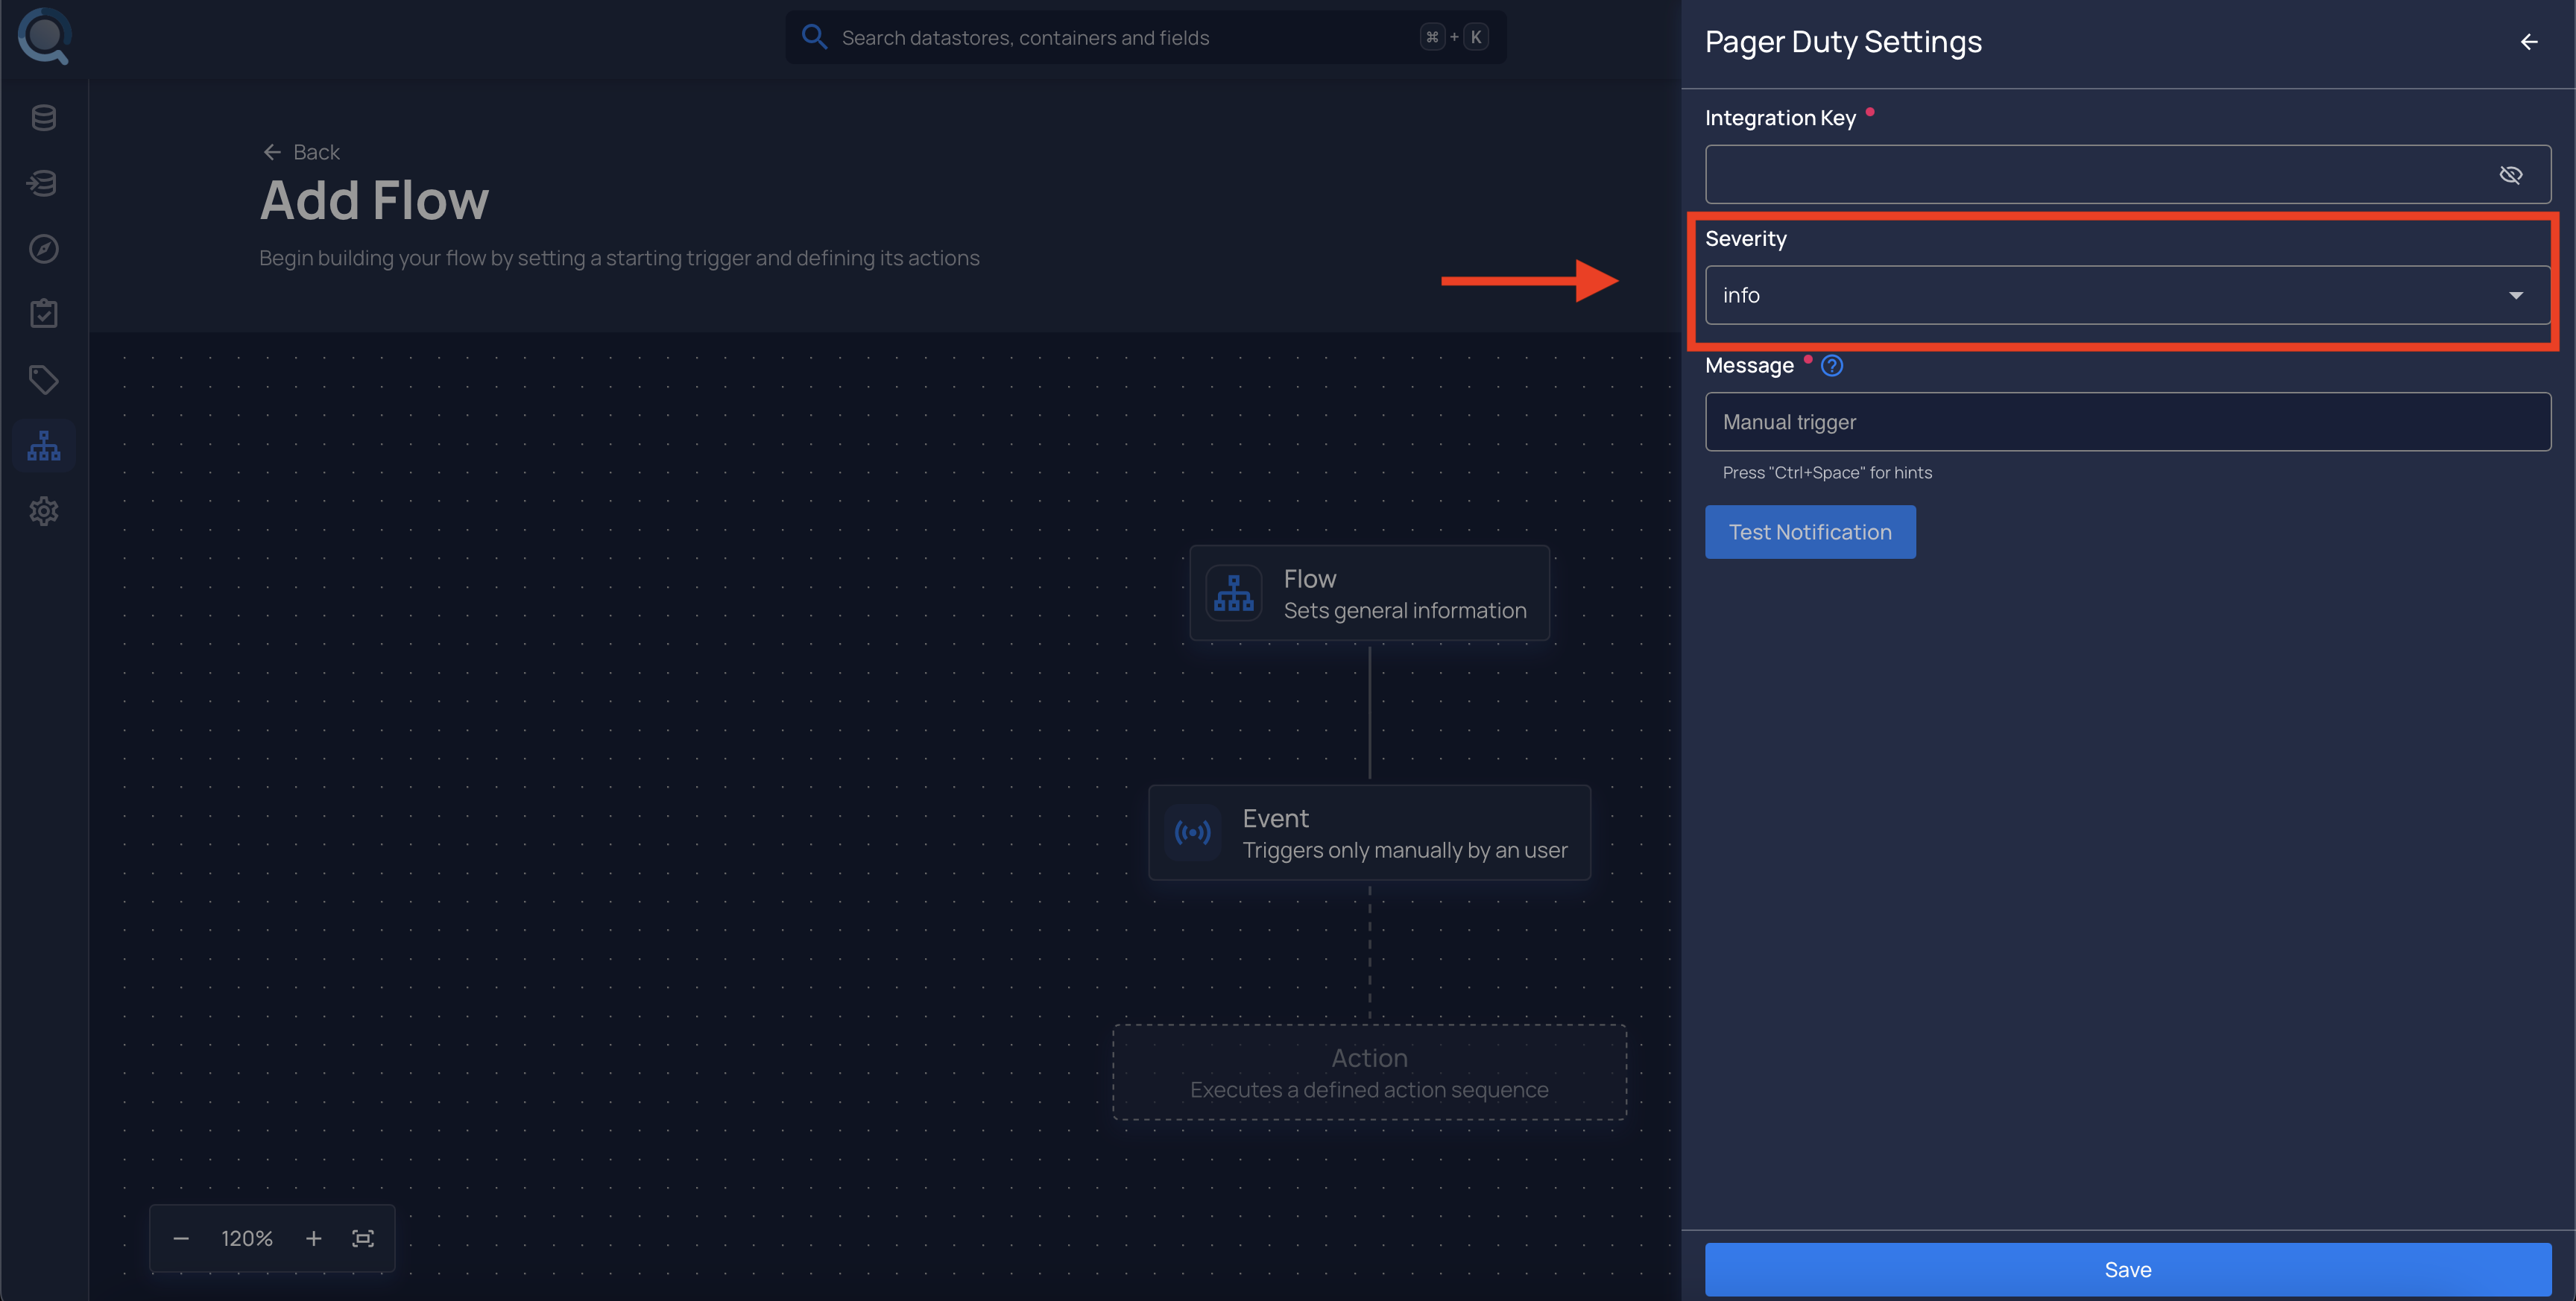 Search datastores, containers and fields
⌘ + K
Back
Add Flow
Begin building your flow by setting a starting trigger and defining its actions
Flow
Sets general information
Event
Triggers only manually by an user
Action
Executes a defined action sequence
120%
Pager Duty Settings
Integration Key
Severity
info
Message
Manual trigger
Press "Ctrl+Space" for hints
Test Notification
Save